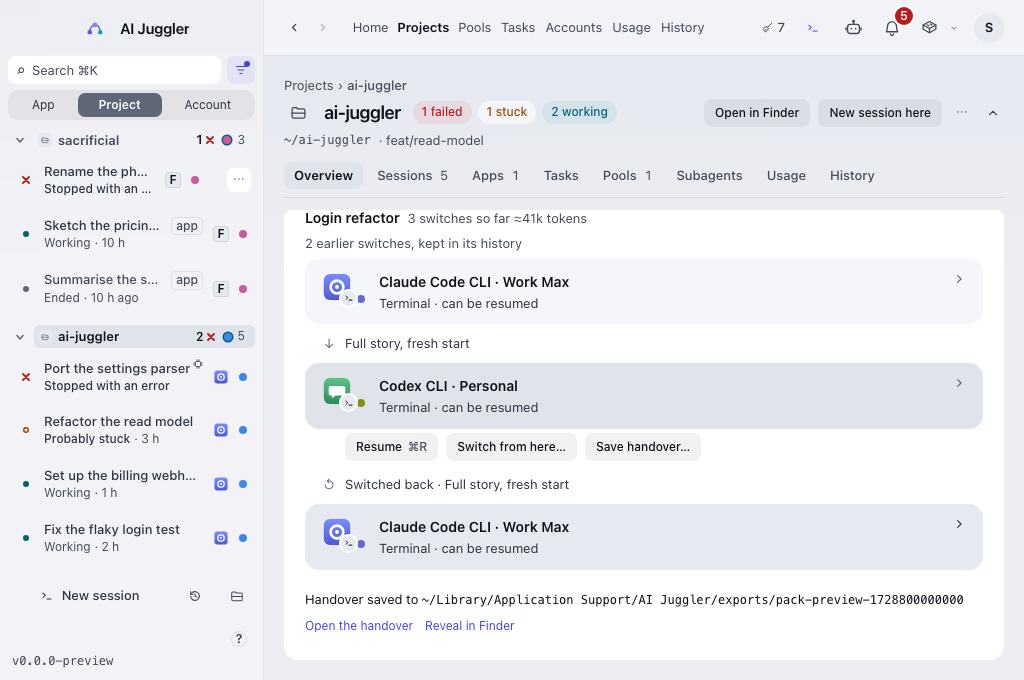 AI Juggler
Search ⌘K
App Project Account
sacrificial 1 3
Rename the ph... F
Stopped with an ...
Sketch the pricin... app F
Working · 10 h
Summarise the s... app F
Ended · 10 h ago
ai-juggler 2 5
Port the settings parser
Stopped with an error
Refactor the read model
Probably stuck · 3 h
Set up the billing webh...
Working · 1 h
Fix the flaky login test
Working · 2 h
New session
?
v0.0.0-preview
Home Projects Pools Tasks Accounts Usage History 7 5 S
Projects › ai-juggler
ai-juggler 1 failed 1 stuck 2 working Open in Finder New session here ...
~/ai-juggler · feat/read-model
Overview Sessions 5 Apps 1 Tasks Pools 1 Subagents Usage History
Login refactor 3 switches so far ≈41k tokens
2 earlier switches, kept in its history
Claude Code CLI · Work Max
Terminal · can be resumed
↓ Full story, fresh start
Codex CLI · Personal
Terminal · can be resumed
Resume ⌘R Switch from here... Save handover...
Switched back · Full story, fresh start
Claude Code CLI · Work Max
Terminal · can be resumed
Handover saved to ~/Library/Application Support/AI Juggler/exports/pack-preview-1728800000000
Open the handover Reveal in Finder